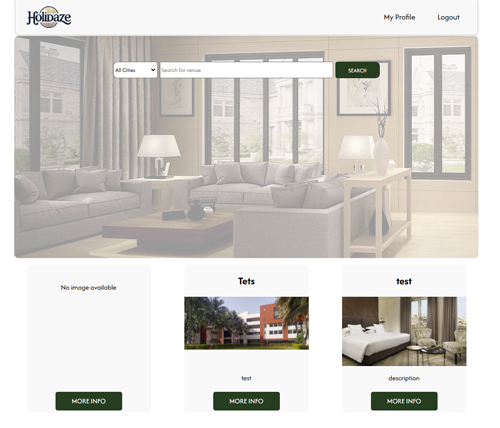 Holidaze
My Profile
Logout
All Cities
Search for venue
SEARCH
No image available
MORE INFO
Tets
test
MORE INFO
test
description
MORE INFO